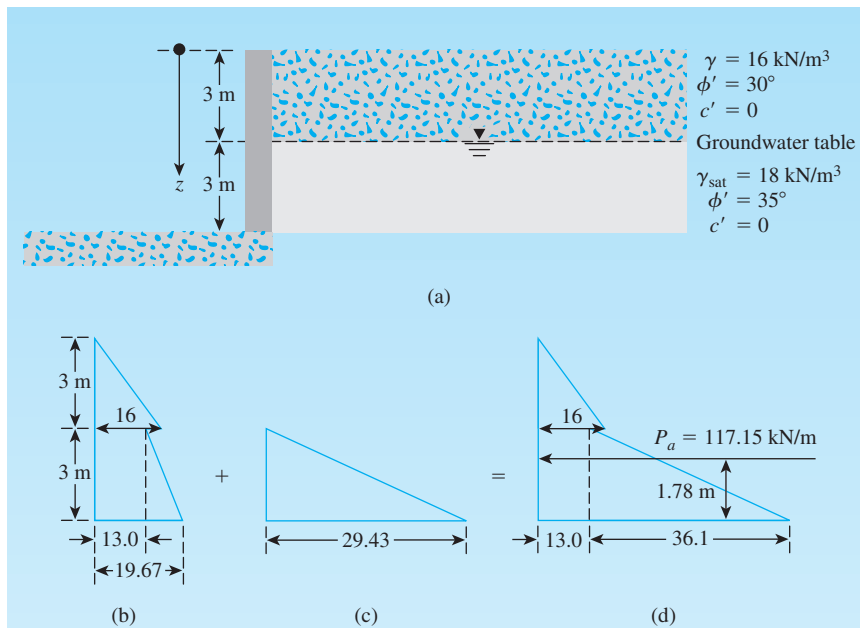 γ = 16 kN/m³
3 m
ϕ′ = 30°
c′ = 0
Groundwater table
z
3 m
γsat = 18 kN/m³
ϕ′ = 35°
c′ = 0
(a)
3 m
16
3 m
13.0
19.67
(b)
+
29.43
(c)
=
16
Pa = 117.15 kN/m
1.78 m
13.0
36.1
(d)